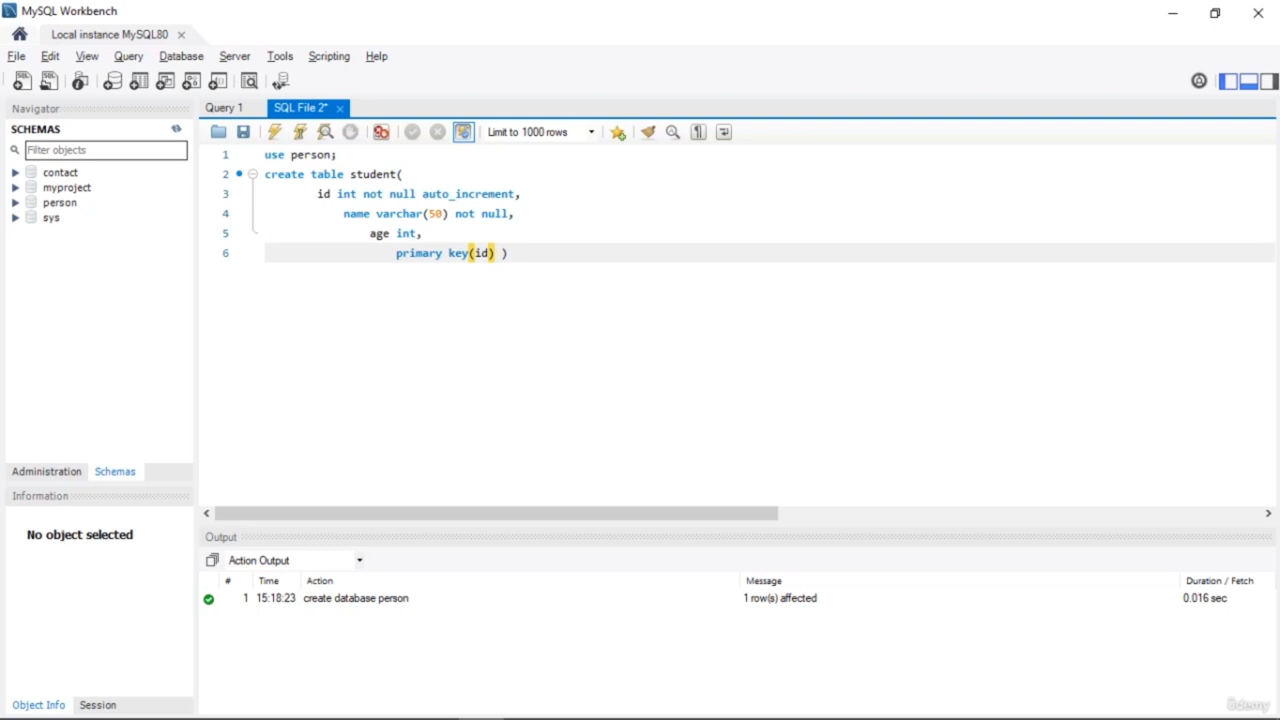 MySQL Workbench
Local instance MySQL80
File Edit View Query Database Server Tools Scripting Help
Navigator
SCHEMAS
Filter objects
contact
myproject
person
sys
Administration Schemas
Information
No object selected
Object Info Session
Query 1 SQL File 2*
Limit to 1000 rows
1 use person;
2 create table student(
3 id int not null auto_increment,
4 name varchar(50) not null,
5 age int,
6 primary key(id) )
Output
Action Output
# Time Action Message Duration / Fetch
1 15:18:23 create database person 1 row(s) affected 0.016 sec
ûdemy